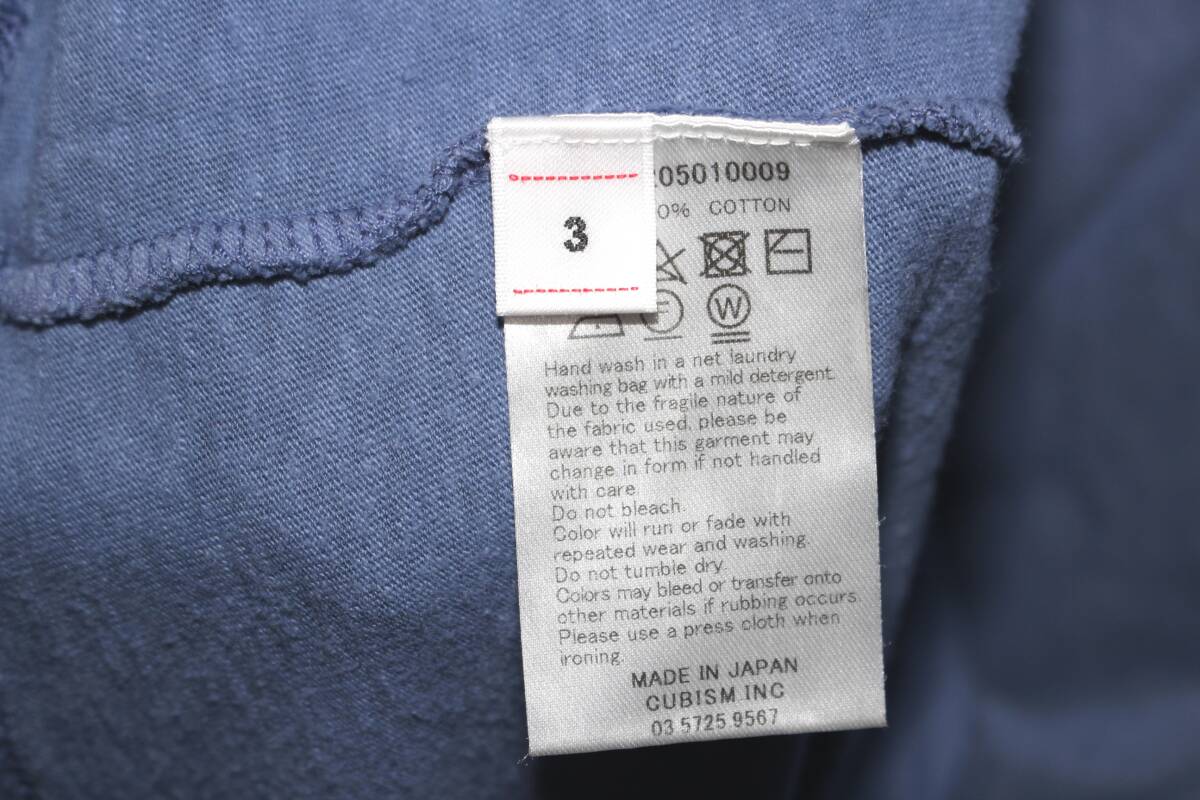 3
05010009
0% COTTON
F W
Hand wash in a net laundry
washing bag with a mild detergent.
Due to the fragile nature of
the fabric used, please be
aware that this garment may
change in form if not handled
with care
Do not bleach.
Color will run or fade with
repeated wear and washing.
Do not tumble dry.
Colors may bleed or transfer onto
other materials if rubbing occurs.
Please use a press cloth when
ironing.
MADE IN JAPAN
CUBISM INC
03 5725 9567